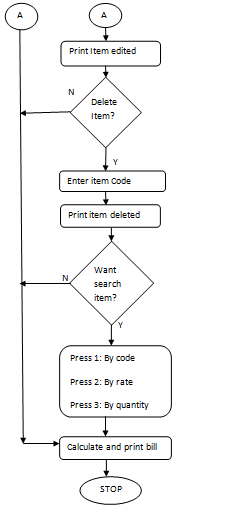 A A
Print Item edited
N
Delete
Item?
Y
Enter item Code
Print item deleted
Want
N
search
item?
Y
Press 1: By code
Press 2: By rate
Press 3: By quantity
Calculate and print bill
STOP